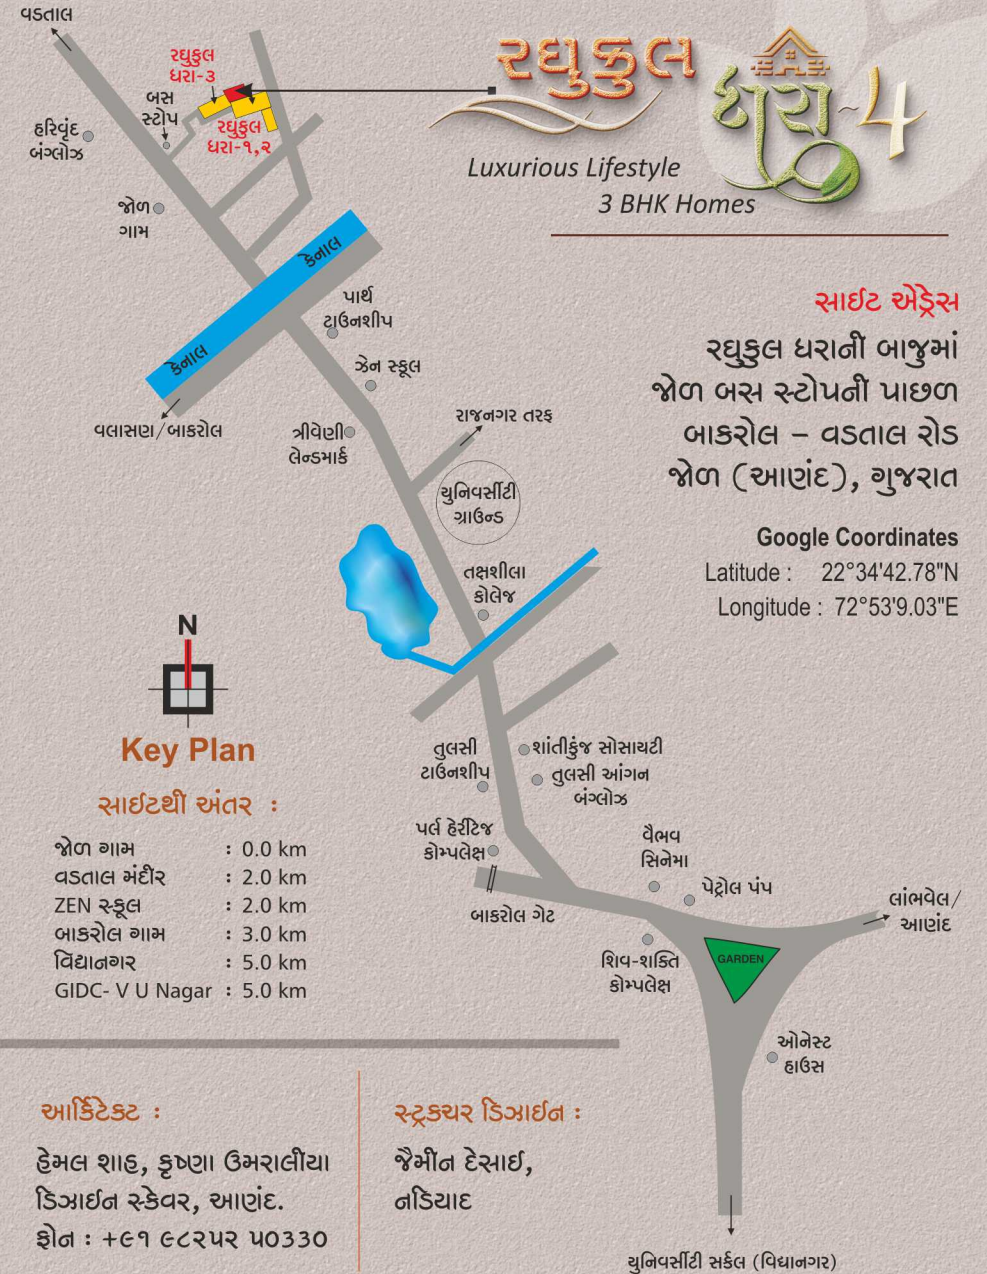 વડતાલ
રઘુકુલ
ધરા-૩
બસ
સ્ટોપ
રઘુકુલ
ધરા-૧,૨
હરિવૃંદ
બંગ્લોઝ
રઘુકુલ
ધરા-4
Luxurious Lifestyle
3 BHK Homes
જોળ
ગામ
કેનાલ
કેનાલ
પાર્થ
ટાઉનશીપ
ઝેન સ્કૂલ
વલાસણ/બાકરોલ
ત્રીવેણી
લેન્ડમાર્ક
રાજનગર તરફ
યુનિવર્સીટી
ગ્રાઉન્ડ
તક્ષશીલા
કોલેજ
સાઈટ એડ્રેસ
રઘુકુલ ધરાની બાજુમાં
જોળ બસ સ્ટોપની પાછળ
બાકરોલ – વડતાલ રોડ
જોળ (આણંદ), ગુજરાત
Google Coordinates
Latitude : 22°34'42.78"N
Longitude : 72°53'9.03"E
N
Key Plan
સાઈટથી અંતર :
જોળ ગામ : 0.0 km
વડતાલ મંદીર : 2.0 km
ZEN સ્કૂલ : 2.0 km
બાકરોલ ગામ : 3.0 km
વિદ્યાનગર : 5.0 km
GIDC- V U Nagar : 5.0 km
તુલસી
ટાઉનશીપ
શાંતીકુંજ સોસાયટી
તુલસી આંગન
બંગ્લોઝ
પર્લ હેરીટેજ
કોમ્પલેક્ષ
બાકરોલ ગેટ
વૈભવ
સિનેમા
પેટ્રોલ પંપ
લાંભવેલ/
આણંદ
શિવ-શક્તિ
કોમ્પલેક્ષ
GARDEN
ઓનેસ્ટ
હાઉસ
યુનિવર્સીટી સર્કલ (વિદ્યાનગર)
આર્કિટેકટ :
હેમલ શાહ, કૃષ્ણા ઉમરાલીયા
ડિઝાઈન સ્કેવર, આણંદ.
ફોન : +૯૧ ૯૮૨૫૨ ૫૦૩૩૦
સ્ટ્રકચર ડિઝાઈન :
જૈમીન દેસાઈ,
નડિયાદ